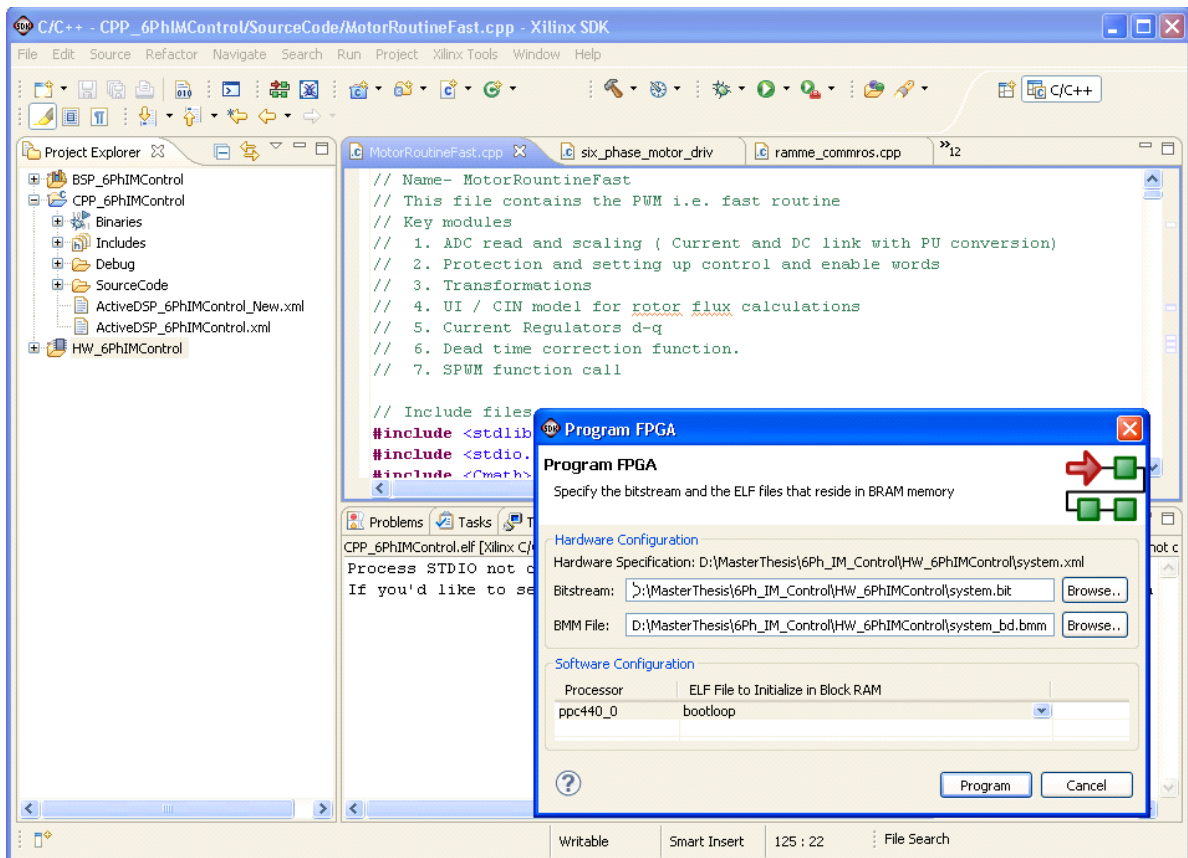 C/C++ - CPP_6PhIMControl/SourceCode/MotorRoutineFast.cpp - Xilinx SDK
File Edit Source Refactor Navigate Search Run Project Xilinx Tools Window Help
C/C++
Project Explorer
BSP_6PhIMControl
CPP_6PhIMControl
Binaries
Includes
Debug
SourceCode
ActiveDSP_6PhIMControl_New.xml
ActiveDSP_6PhIMControl.xml
HW_6PhIMControl
MotorRoutineFast.cpp six_phase_motor_driv ramme_commros.cpp »12
// Name- MotorRountineFast
// This file contains the PWM i.e. fast routine
// Key modules
// 1. ADC read and scaling ( Current and DC link with PU conversion)
// 2. Protection and setting up control and enable words
// 3. Transformations
// 4. UI / CIN model for rotor flux calculations
// 5. Current Regulators d-q
// 6. Dead time correction function.
// 7. SPWM function call
// Include files
#include <stdlib
#include <stdio.
#include <Cmath>
Problems Tasks T
CPP_6PhIMControl.elf [Xilinx C/
Process STDIO not c
If you'd like to se
not c
SDK Program FPGA
Program FPGA
Specify the bitstream and the ELF files that reside in BRAM memory
Hardware Configuration
Hardware Specification: D:\MasterThesis\6Ph_IM_Control\HW_6PhIMControl\system.xml
Bitstream: D:\MasterThesis\6Ph_IM_Control\HW_6PhIMControl\system.bit Browse..
BMM File: D:\MasterThesis\6Ph_IM_Control\HW_6PhIMControl\system_bd.bmm Browse..
Software Configuration
Processor ELF File to Initialize in Block RAM
ppc440_0 bootloop
? Program Cancel
Writable Smart Insert 125 : 22 File Search